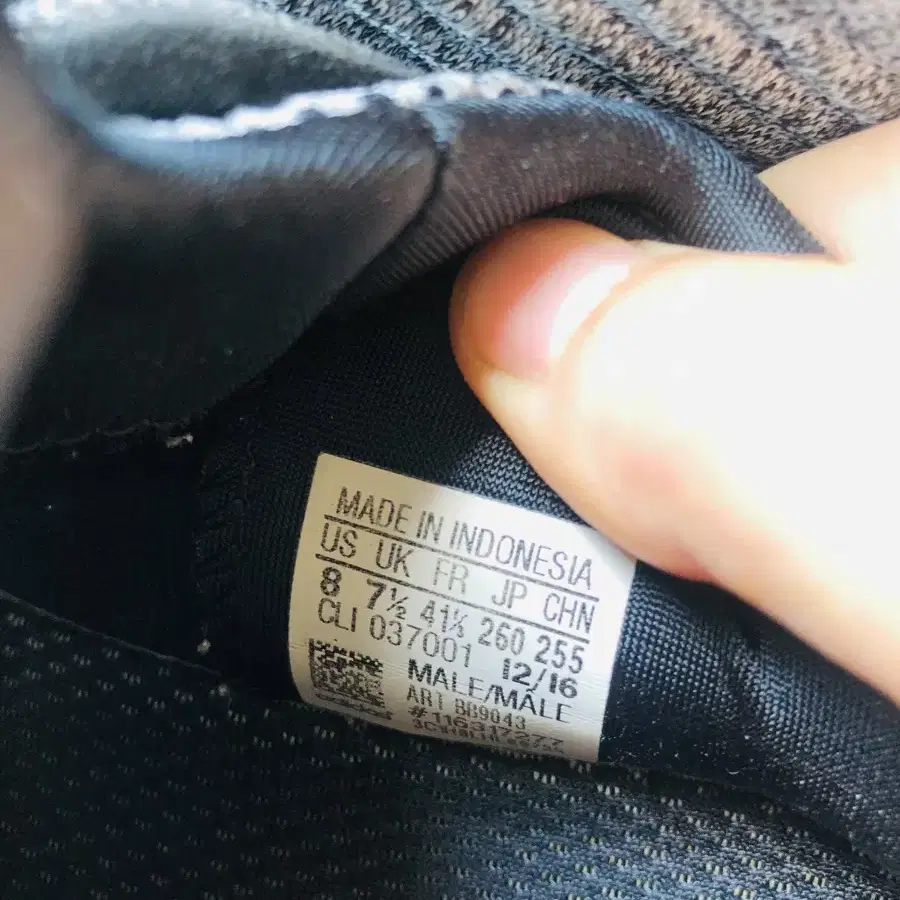 MADE IN INDONESIA
US UK FR JP CHN
8 7½ 41⅓ 260 255
CLI 037001 12/16
MALE/MÂLE
ART BB9043
#116317277